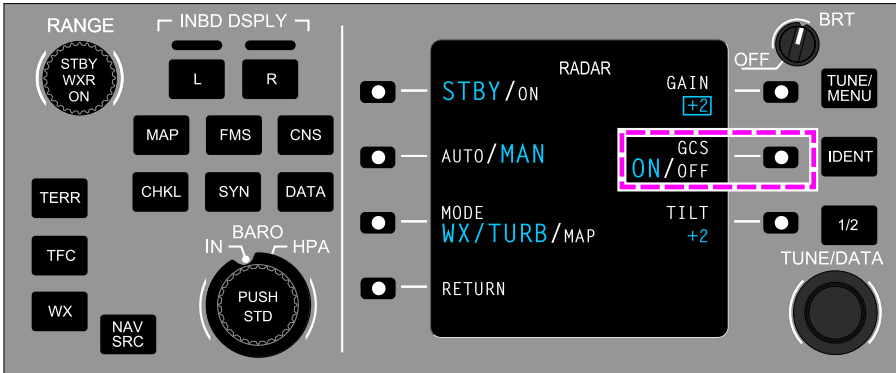 RANGE
STBY
WXR
ON
INBD DSPLY
L
R
MAP
FMS
CNS
CHKL
SYN
DATA
TERR
TFC
WX
NAV
SRC
BARO
IN
HPA
PUSH
STD
RADAR
STBY/ON
GAIN
+2
AUTO/MAN
GCS
ON/OFF
MODE
WX/TURB/MAP
TILT
+2
RETURN
BRT
OFF
TUNE/
MENU
IDENT
1/2
TUNE/DATA